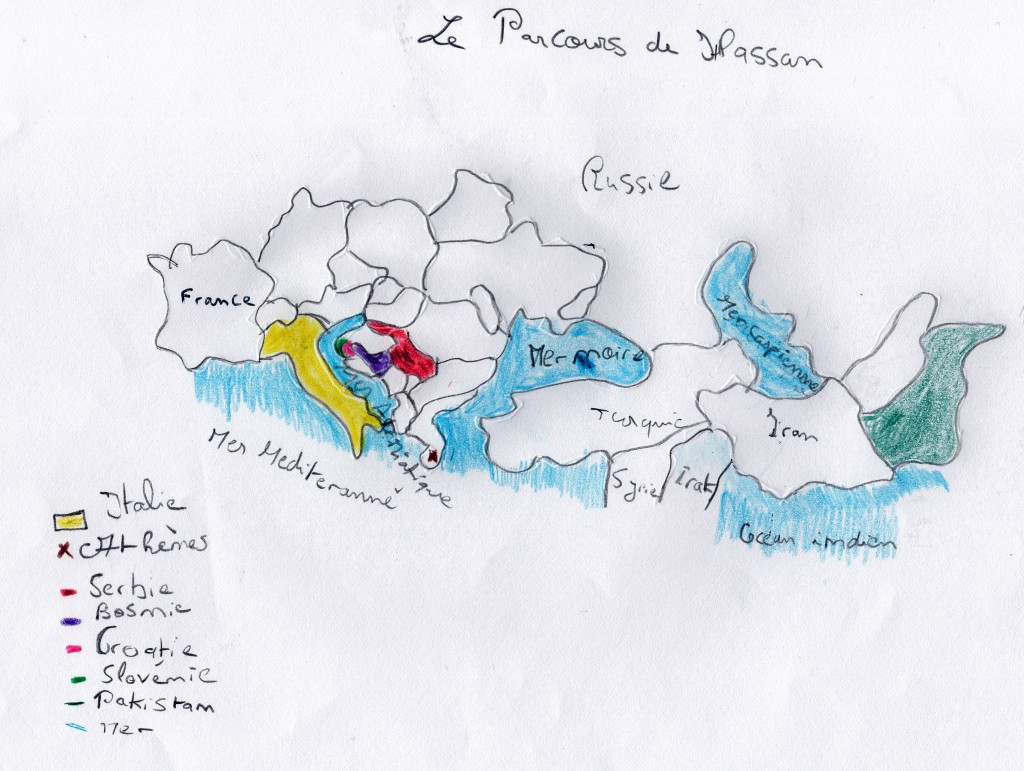 Le Parcours de Hassan
Russie
France
Mer Caspienne
Mer noire
Turquie
Iran
Mer Adriatique
Mer Mediteranné
Syrie
Irak
Océan indien
Italie
Athènes
Serbie
Bosnie
Croatie
Slovénie
Pakistan
Mer